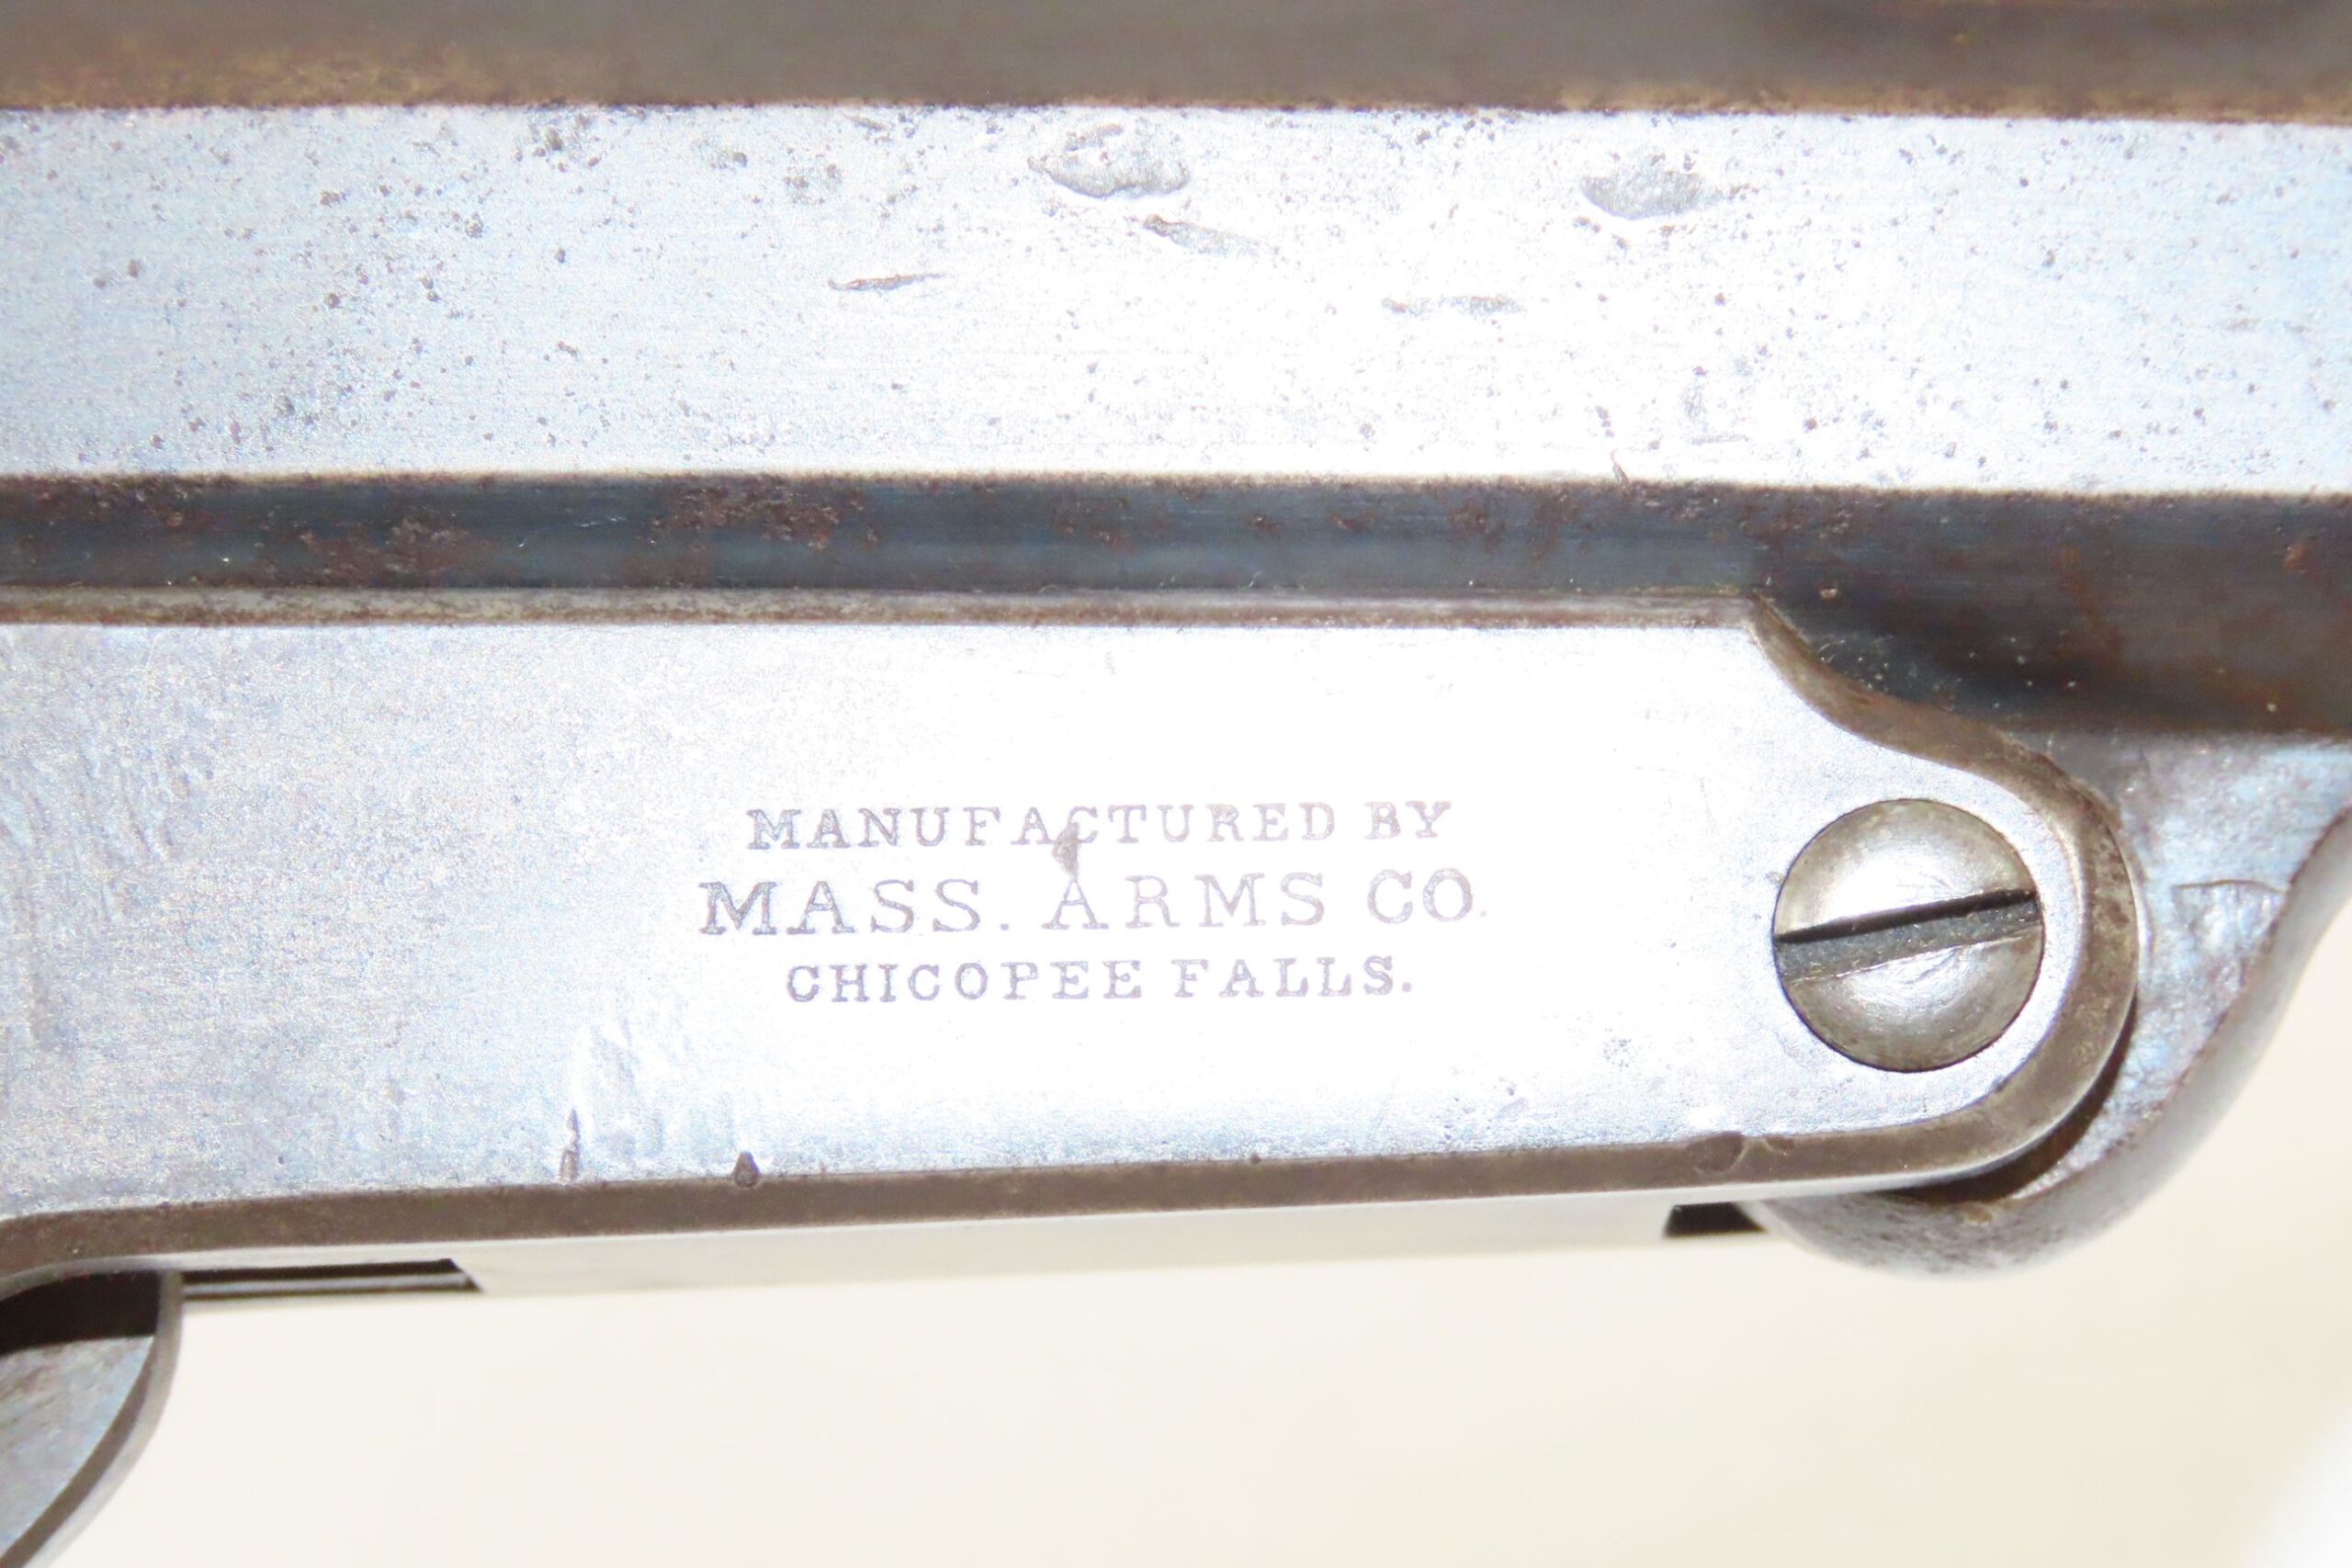 MANUFACTURED BY
MASS. ARMS CO.
CHICOPEE FALLS.